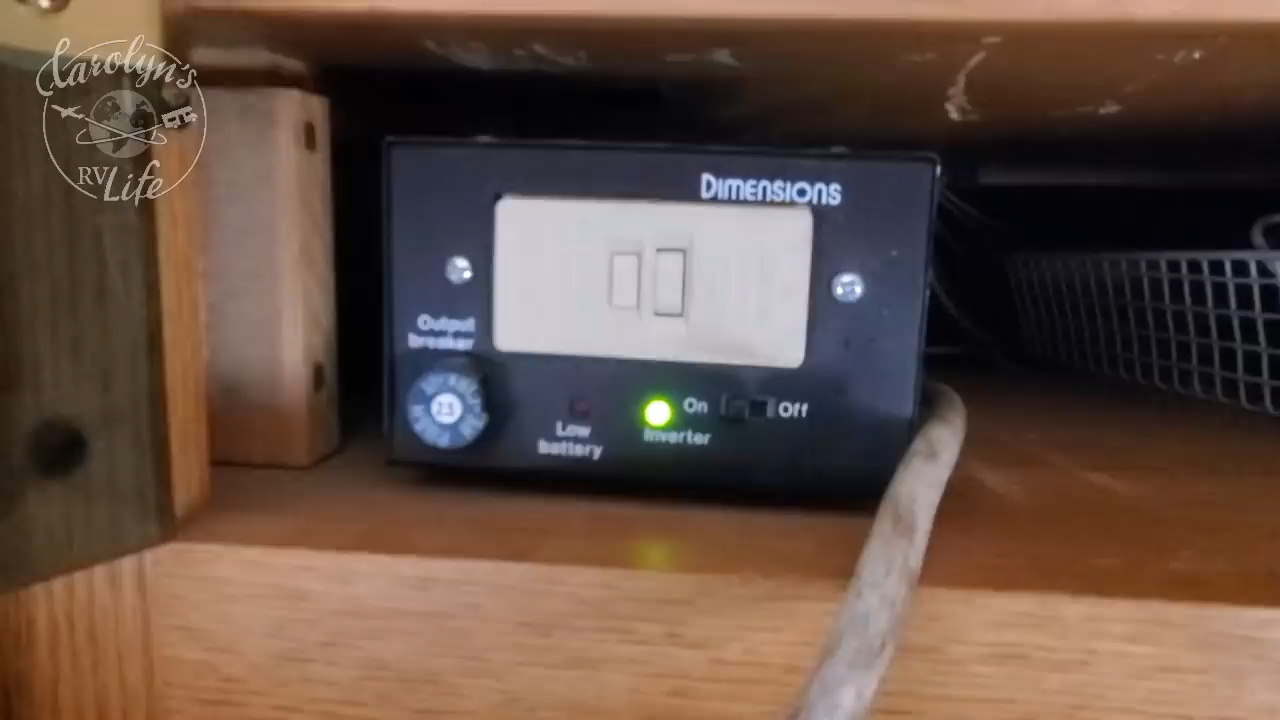 Carolyn's
RV Life
DIMENSIONS
Output
breaker
Low
battery
On
Off
Inverter